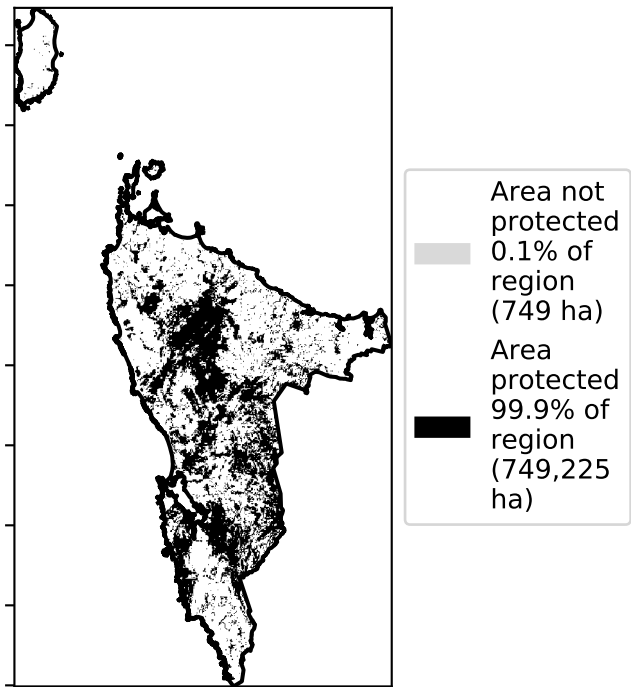 Area not
protected
0.1% of
region
(749 ha)
Area
protected
99.9% of
region
(749,225
ha)